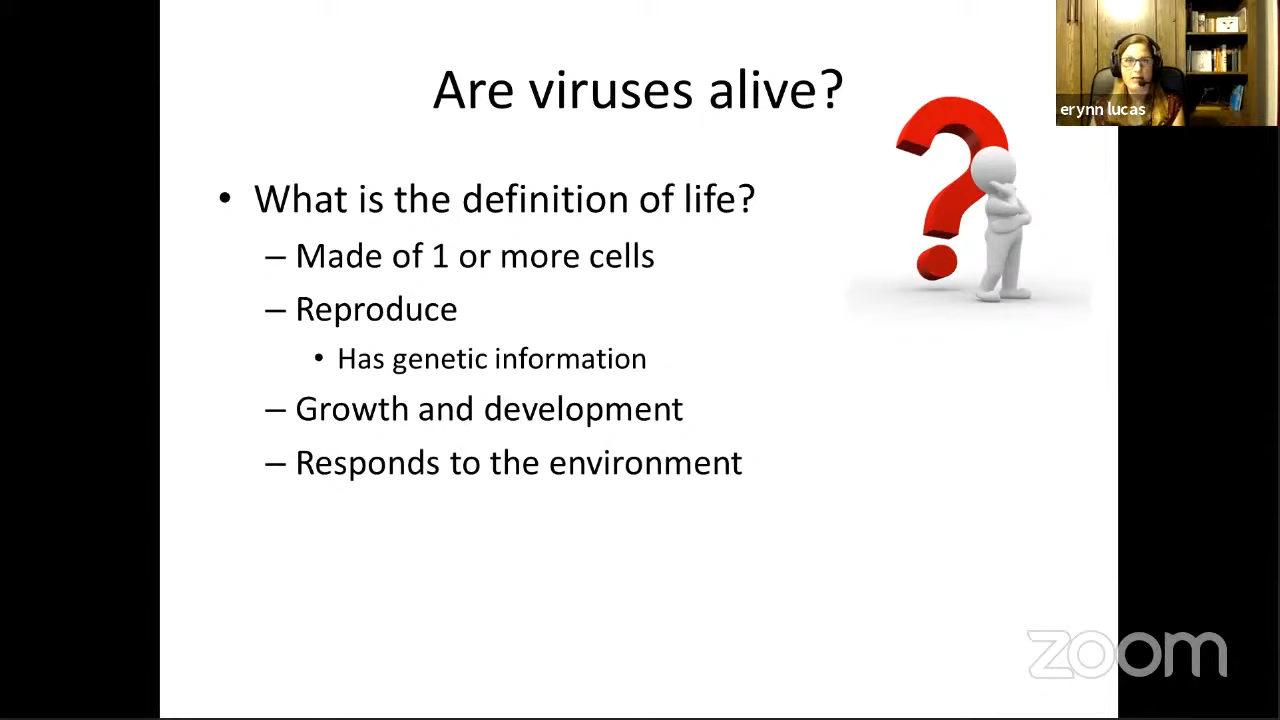 Are viruses alive?
erynn lucas
• What is the definition of life?
– Made of 1 or more cells
– Reproduce
• Has genetic information
– Growth and development
– Responds to the environment
zoom